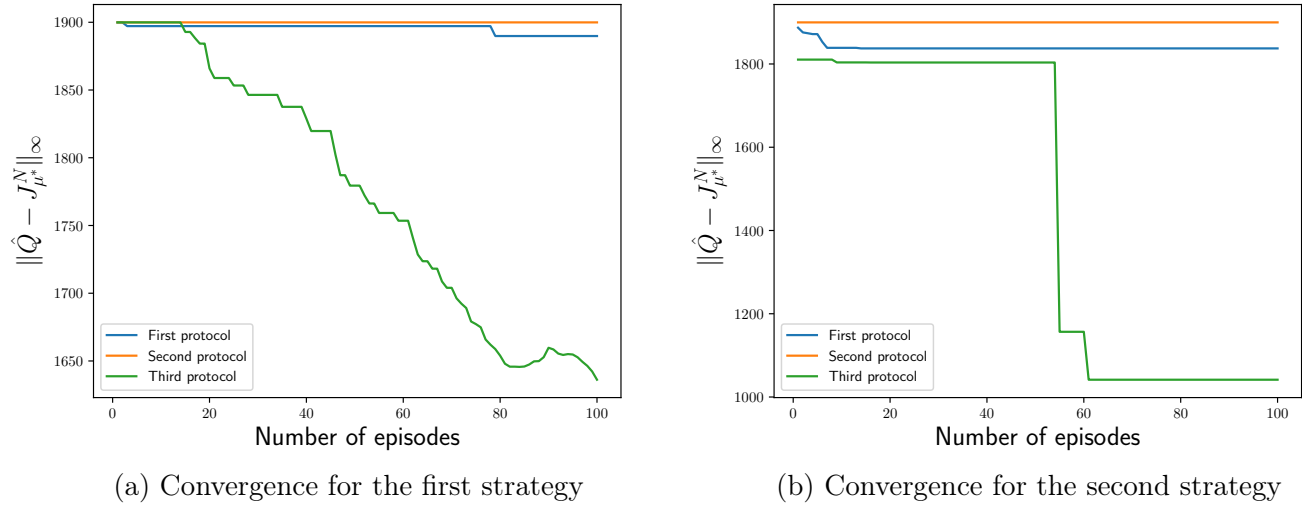 1900
1850
1800
1750
1700
1650
||Q̂ − J^N_{μ*}||_∞
First protocol
Second protocol
Third protocol
0 20 40 60 80 100
Number of episodes
(a) Convergence for the first strategy
1800
1600
1400
1200
1000
||Q̂ − J^N_{μ*}||_∞
First protocol
Second protocol
Third protocol
0 20 40 60 80 100
Number of episodes
(b) Convergence for the second strategy